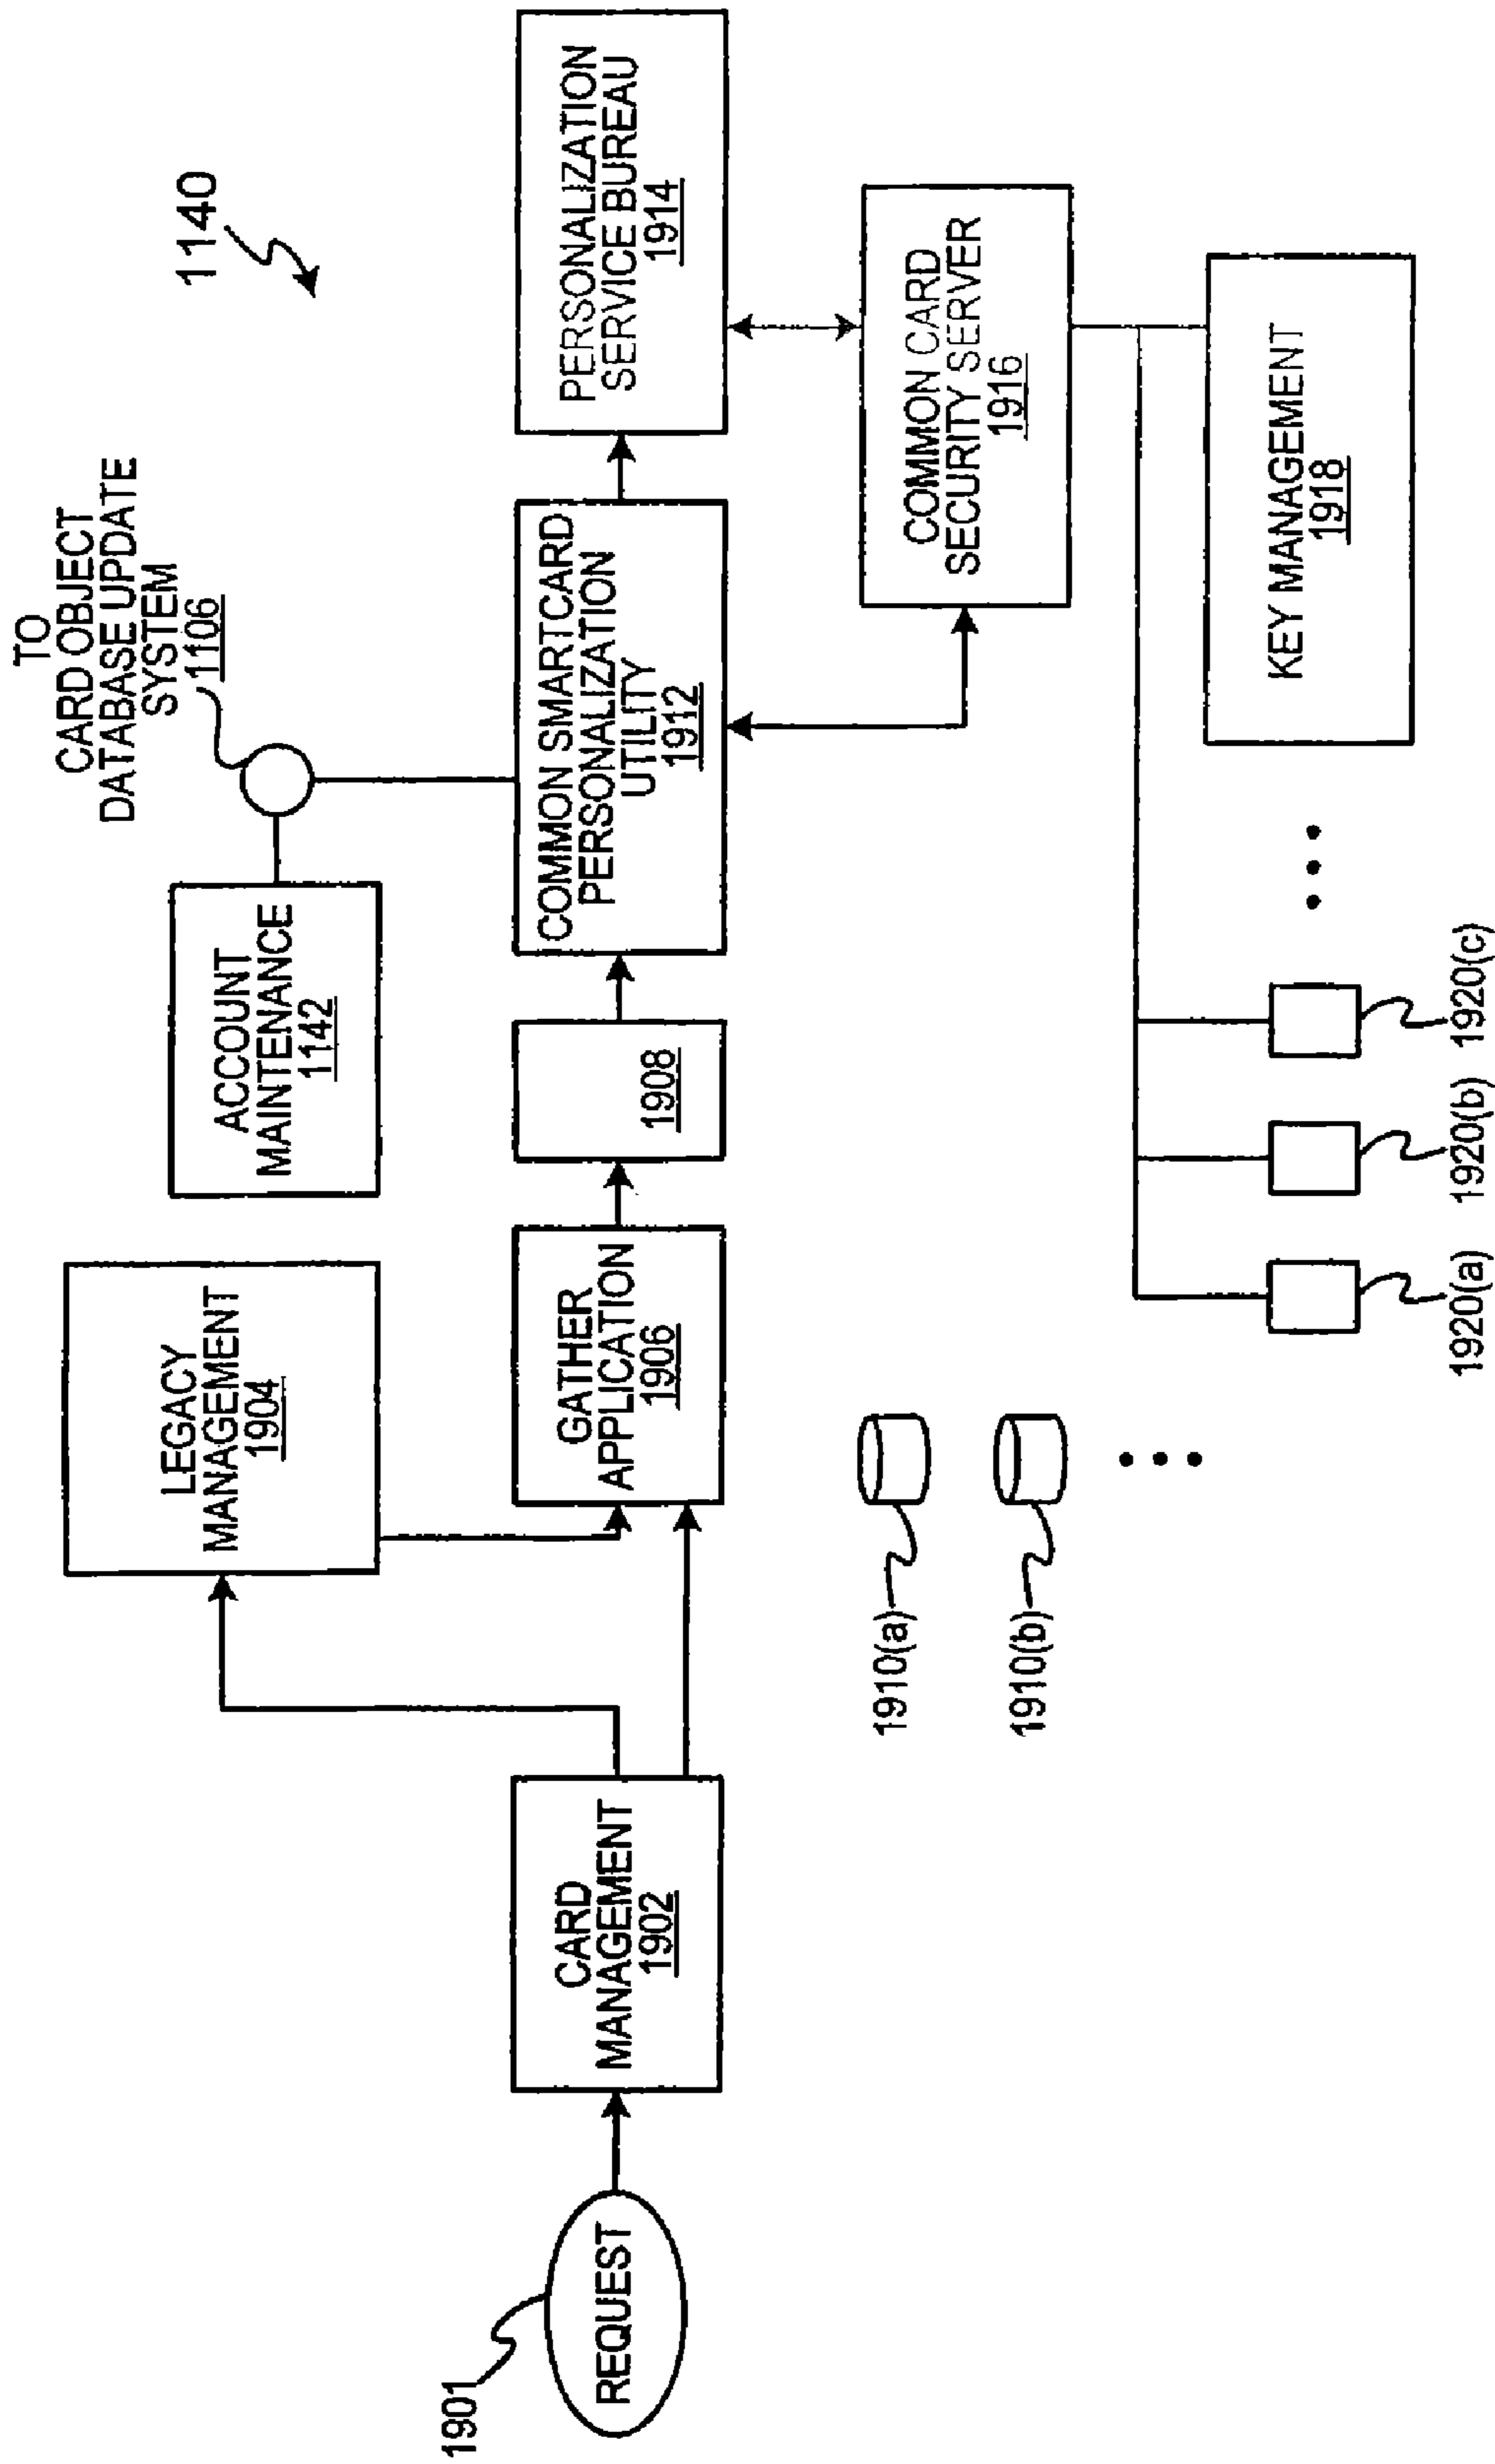 1140
TO
CARD OBJECT
DATABASE UPDATE
SYSTEM
1106
ACCOUNT
MAINTENANCE
1142
LEGACY
MANAGEMENT
1904
1901
REQUEST
CARD
MANAGEMENT
1902
GATHER
APPLICATION
1906
1908
COMMON SMARTCARD
PERSONALIZATION
UTILITY
1912
PERSONALIZATION
SERVICE BUREAU
1914
1910(a)
1910(b)
COMMON CARD
SECURITY SERVER
1916
KEY MANAGEMENT
1918
1920(a)
1920(b)
1920(c)